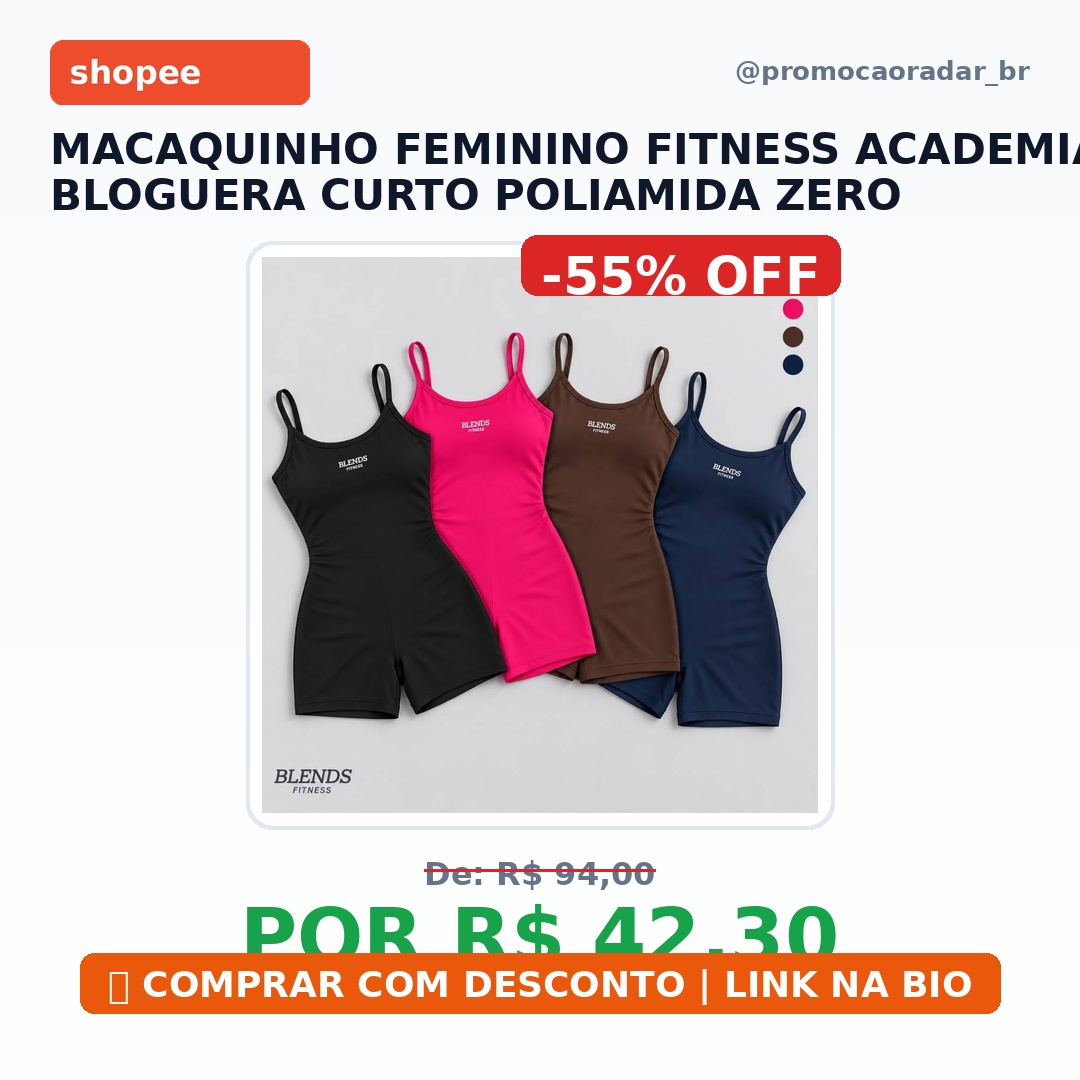 shopee
@promocaoradar_br
MACAQUINHO FEMININO FITNESS ACADEMIA
BLOGUERA CURTO POLIAMIDA ZERO
-55% OFF
BLENDS
FITNESS
BLENDS
FITNESS
BLENDS
FITNESS
BLENDS
FITNESS
BLENDS
FITNESS
De: R$ 94,00
POR R$ 42,30
COMPRAR COM DESCONTO | LINK NA BIO